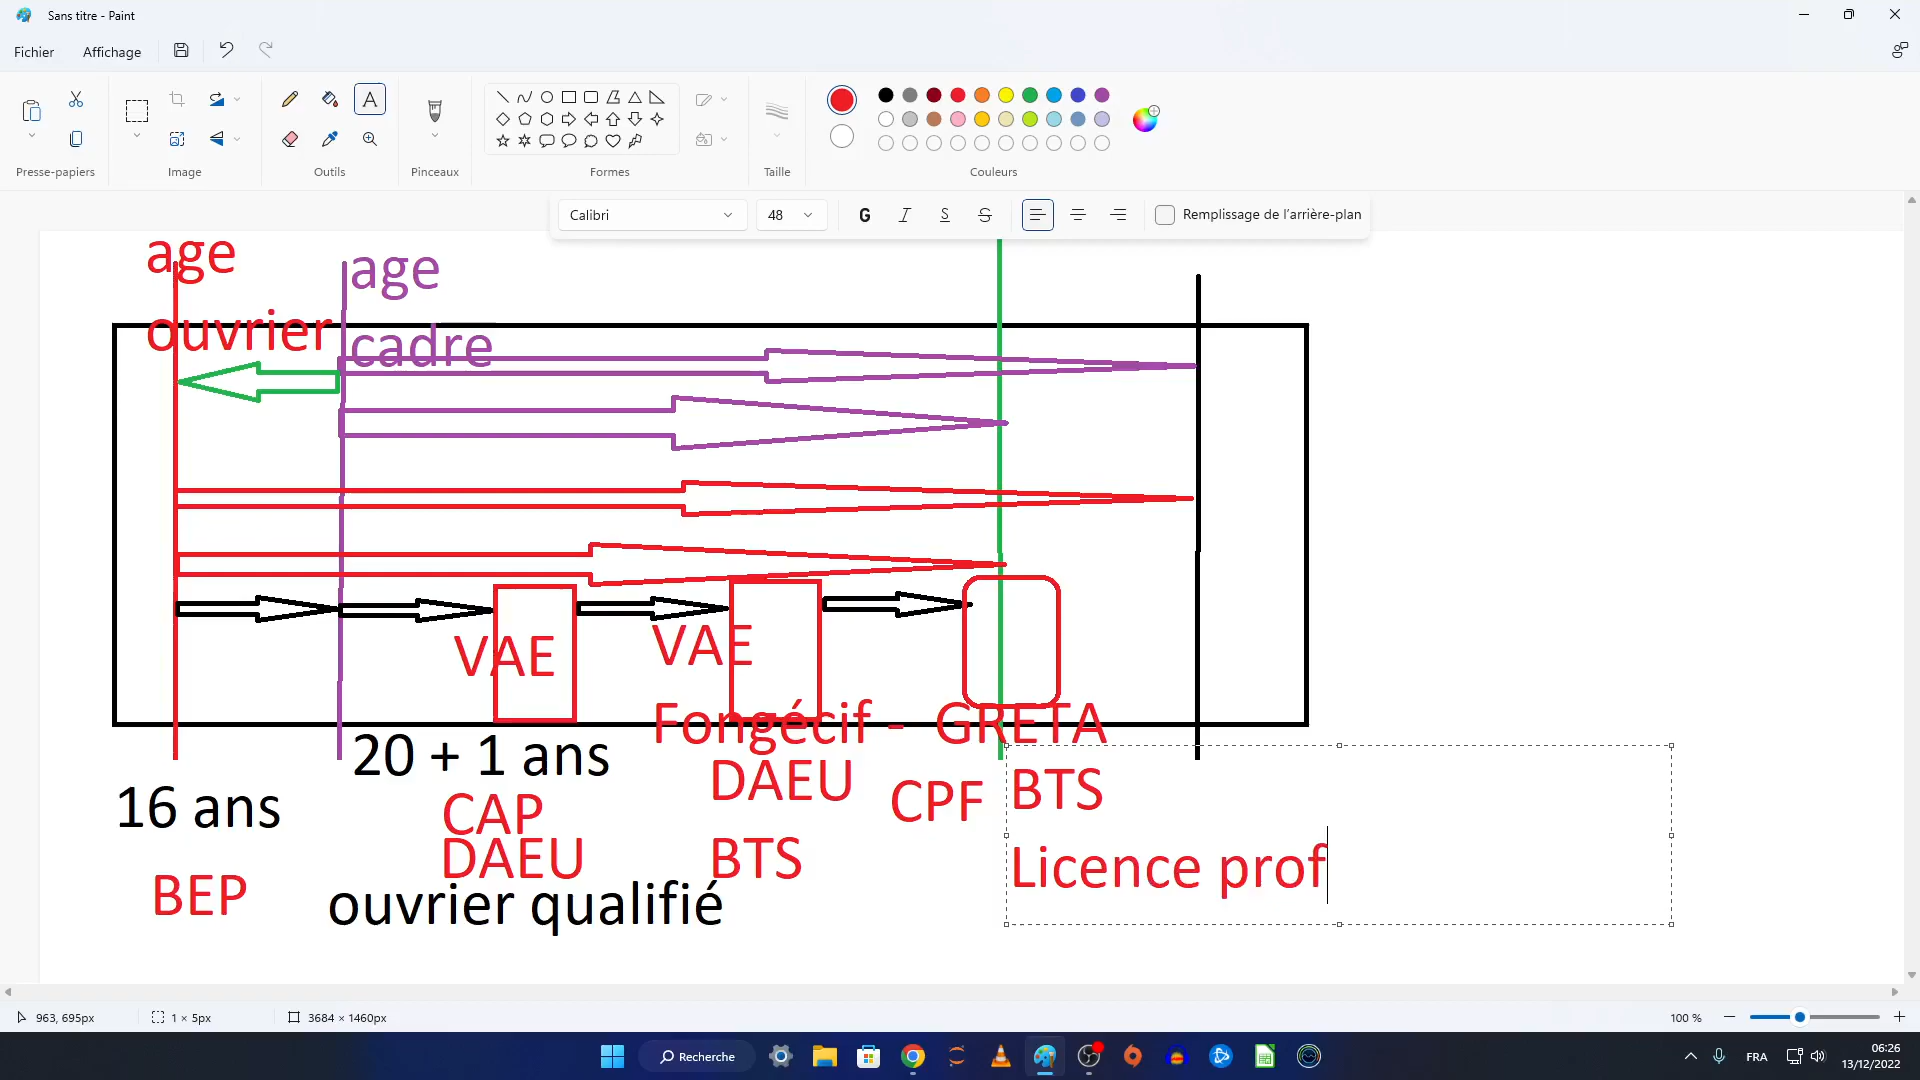 Sans titre - Paint
Fichier
Affichage
Presse-papiers
Image
Outils
Pinceaux
Formes
Taille
Couleurs
Calibri
48
G
I
S
S
Remplissage de l'arrière-plan
age
ouvrier
age
cadre
VAE
VAE
Fongécif - GRETA
20 + 1 ans
DAEU
CPF
BTS
16 ans
CAP
DAEU
BTS
Licence prof
BEP
ouvrier qualifié
963, 695px
1 × 5px
3684 × 1460px
100 %
Recherche
FRA
06:26
13/12/2022